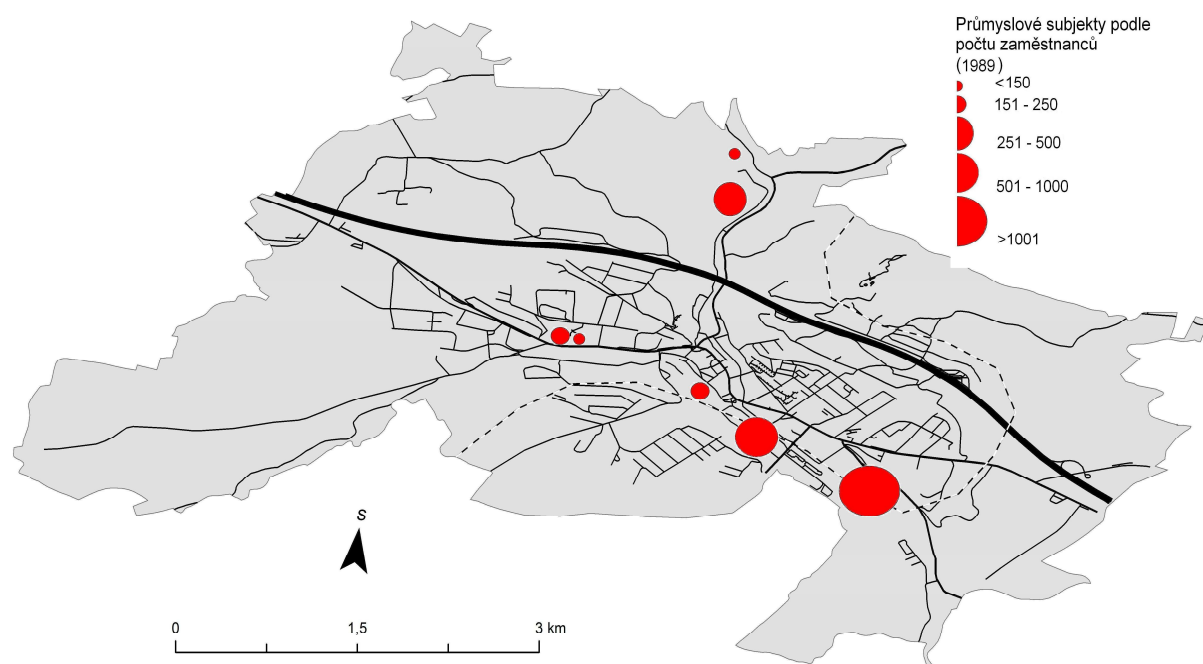 Průmyslové subjekty podle
počtu zaměstnanců
(1989)
<150
151 - 250
251 - 500
501 - 1000
>1001
S
0
1,5
3 km